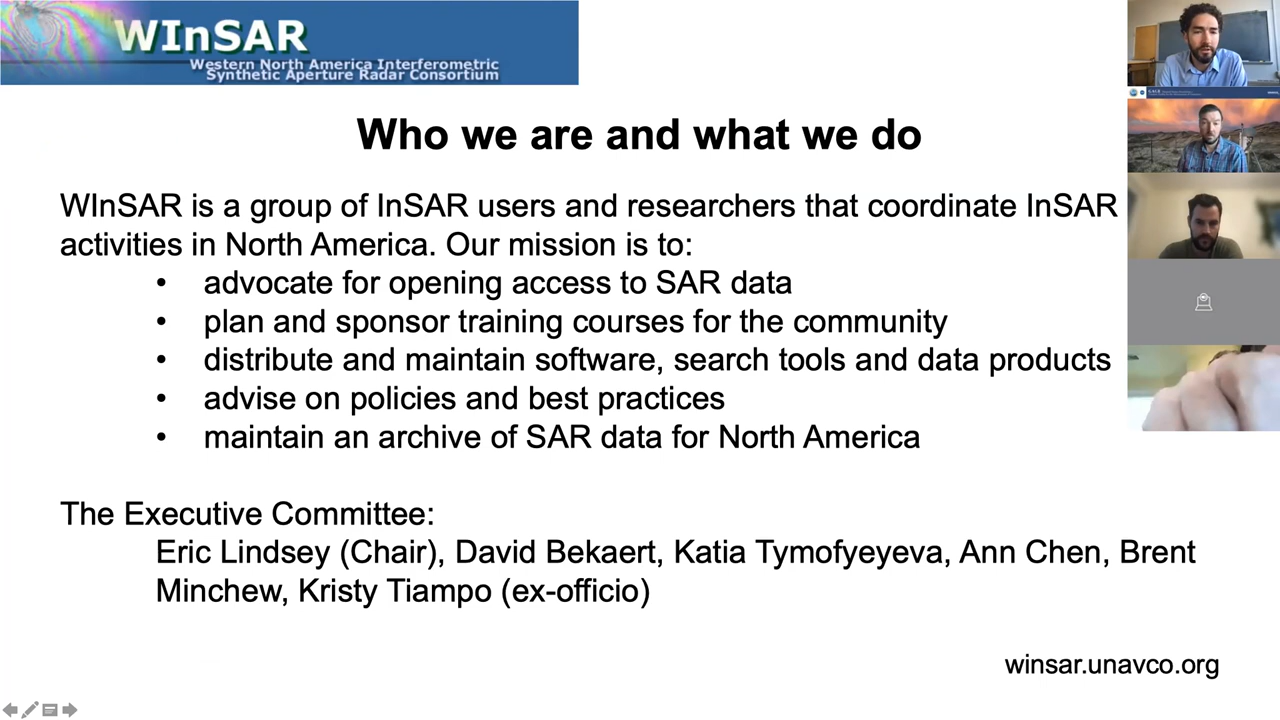 WInSAR
Western North America Interferometric
Synthetic Aperture Radar Consortium
Who we are and what we do
WInSAR is a group of InSAR users and researchers that coordinate InSAR
activities in North America. Our mission is to:
• advocate for opening access to SAR data
• plan and sponsor training courses for the community
• distribute and maintain software, search tools and data products
• advise on policies and best practices
• maintain an archive of SAR data for North America
The Executive Committee:
Eric Lindsey (Chair), David Bekaert, Katia Tymofyeyeva, Ann Chen, Brent
Minchew, Kristy Tiampo (ex-officio)
winsar.unavco.org